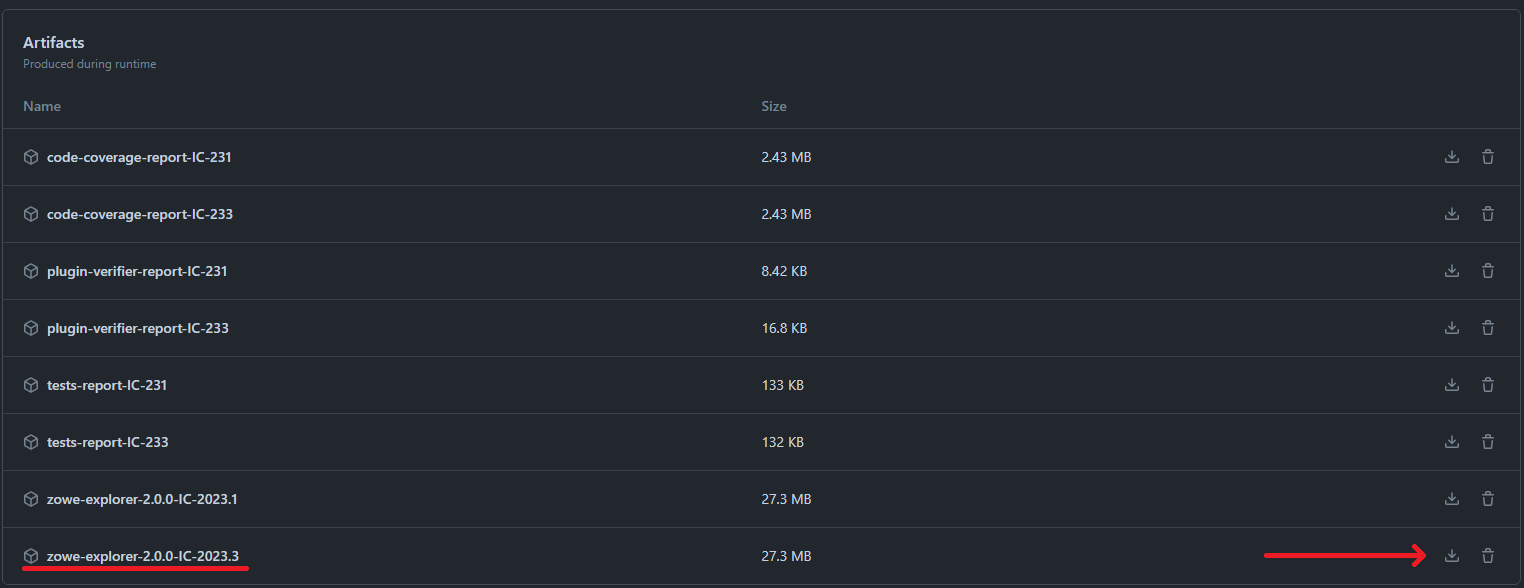 Artifacts
Produced during runtime
Name Size
code-coverage-report-IC-231 2.43 MB
code-coverage-report-IC-233 2.43 MB
plugin-verifier-report-IC-231 8.42 KB
plugin-verifier-report-IC-233 16.8 KB
tests-report-IC-231 133 KB
tests-report-IC-233 132 KB
zowe-explorer-2.0.0-IC-2023.1 27.3 MB
zowe-explorer-2.0.0-IC-2023.3 27.3 MB